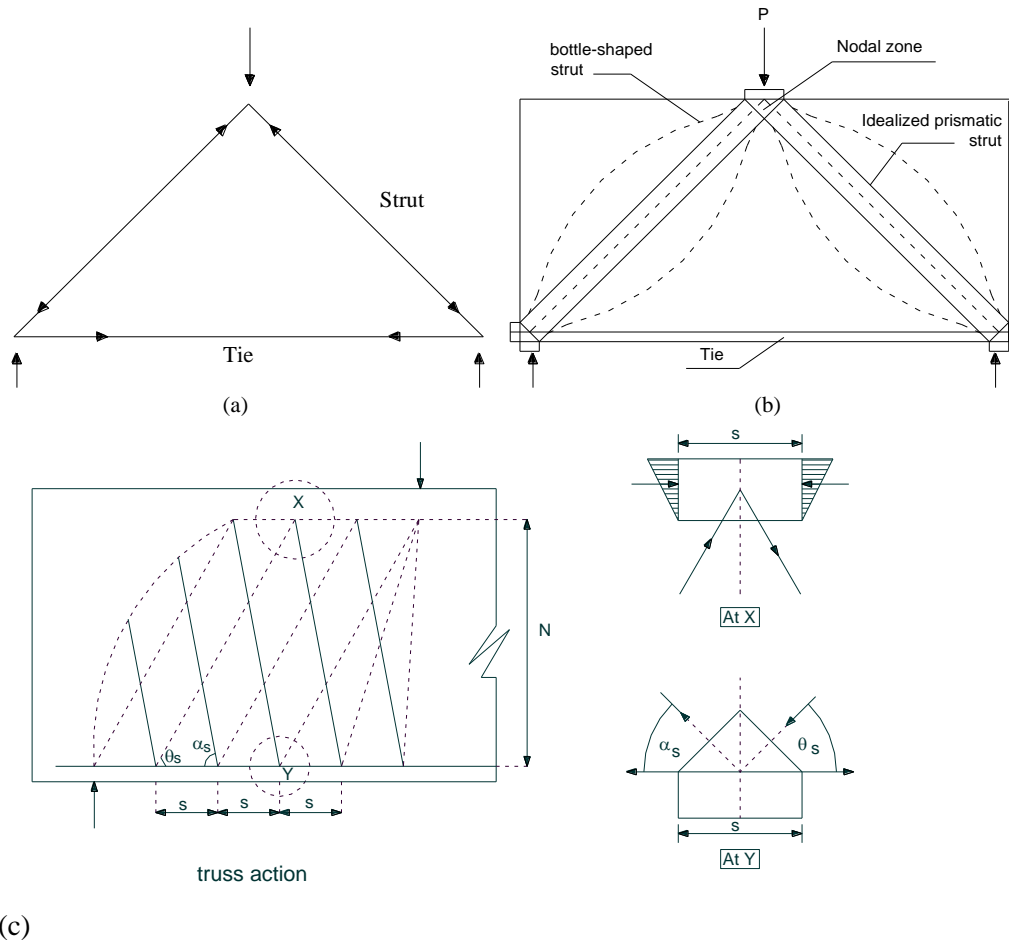 Strut
Tie
(a)
P
bottle-shaped
strut
Nodal zone
Idealized prismatic
strut
Tie
(b)
X
N
θs
αs
Y
s
s
s
truss action
s
At X
αs
θs
s
At Y
(c)